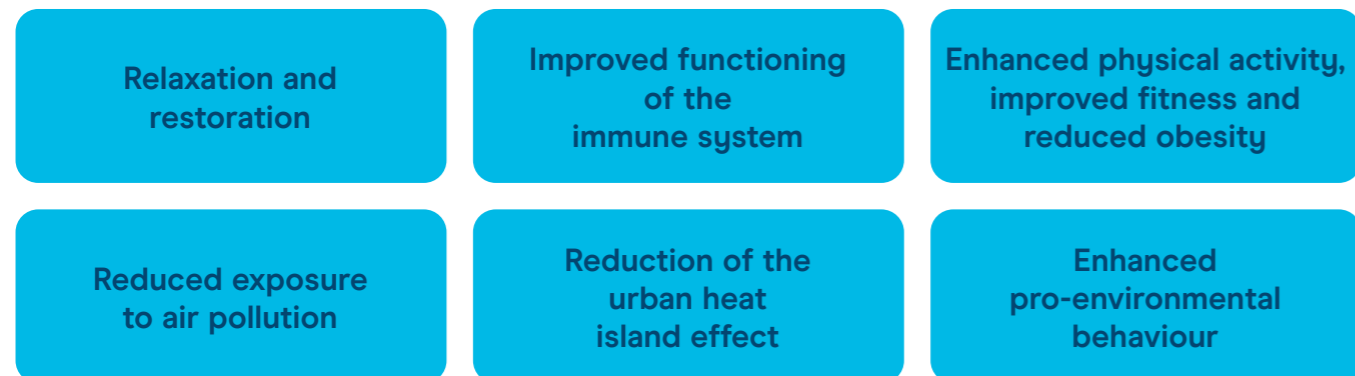 Relaxation and
restoration
Improved functioning
of the
immune system
Enhanced physical activity,
improved fitness and
reduced obesity
Reduced exposure
to air pollution
Reduction of the
urban heat
island effect
Enhanced
pro-environmental
behaviour